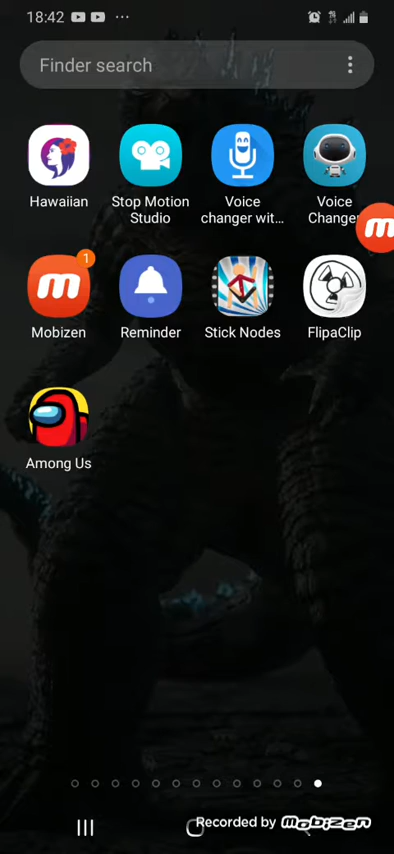 18:42
Finder search
Hawaiian
Stop Motion
Studio
Voice
changer wit...
Voice
Changer
Mobizen
1
Reminder
Stick Nodes
FlipaClip
Among Us
Recorded by mobizen